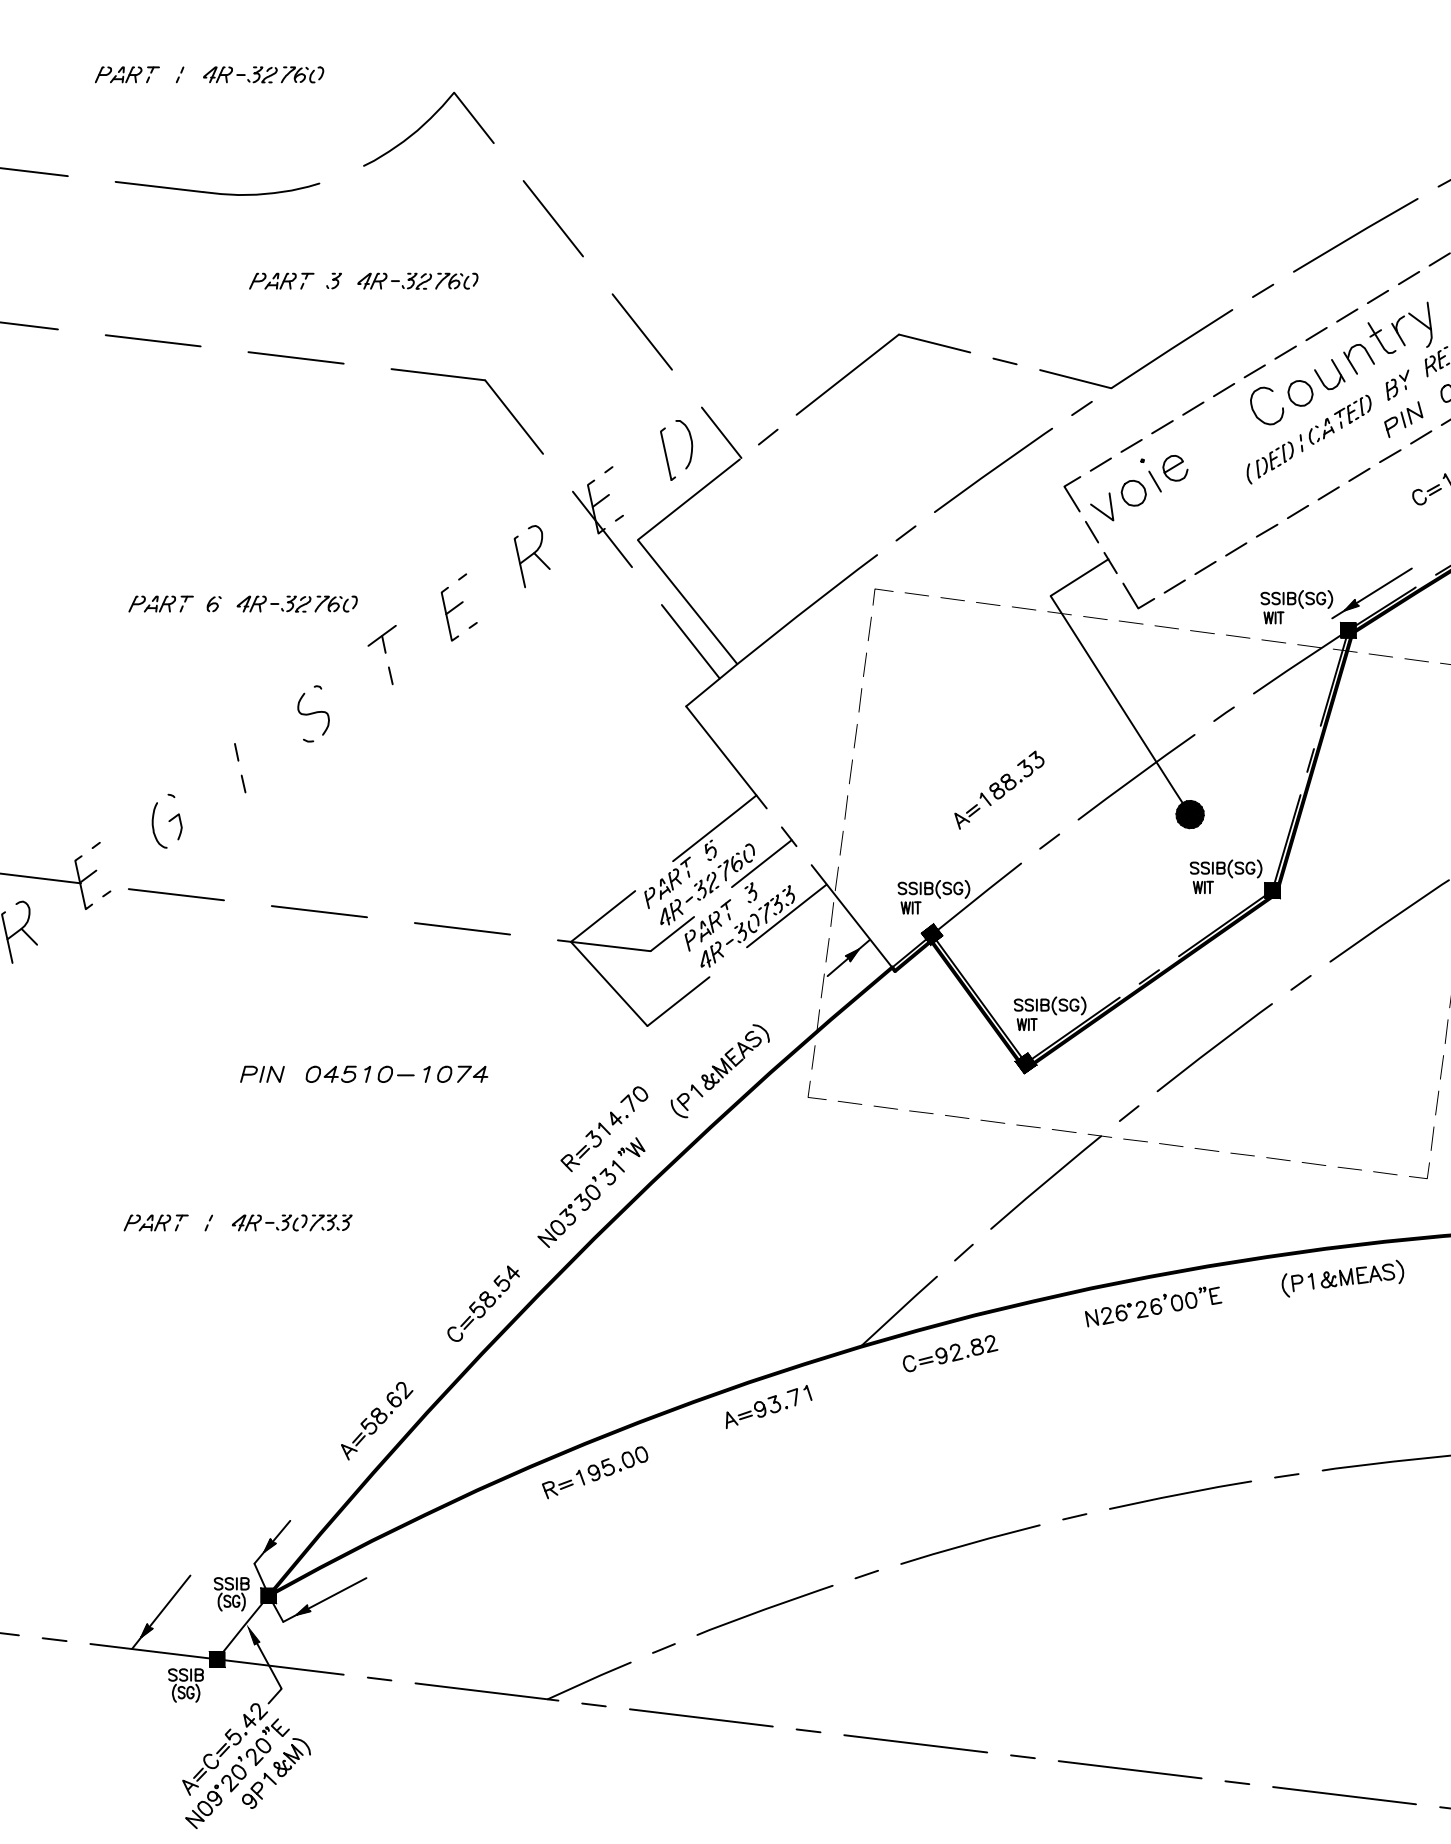 PART 1 4R-32760
PART 3 4R-32760
voie Country
(DEDICATED BY RE
PIN 0
C=1
REGISTERED
PART 6 4R-32760
SSIB(SG)
WIT
A=188.33
PART 5
4R-32760
PART 3
4R-30733
SSIB(SG)
WIT
SSIB(SG)
WIT
SSIB(SG)
WIT
PIN 04510-1074
R=314.70
(P1&MEAS)
N03°30'31"W
PART 1 4R-30733
C=58.54
A=58.62
N26°26'00"E
(P1&MEAS)
C=92.82
A=93.71
R=195.00
SSIB
(SG)
SSIB
(SG)
A=C=5.42
N09°20'20"E
9P1&M)